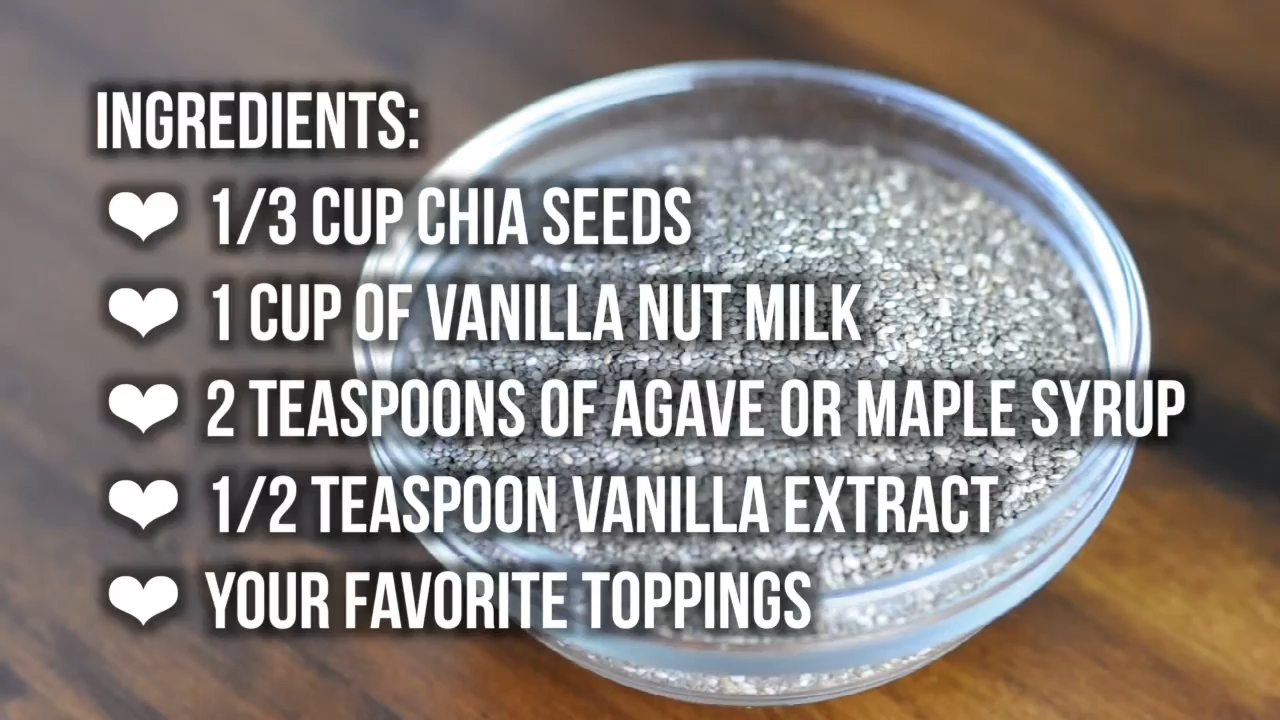 INGREDIENTS:
❤ 1/3 CUP CHIA SEEDS
❤ 1 CUP OF VANILLA NUT MILK
❤ 2 TEASPOONS OF AGAVE OR MAPLE SYRUP
❤ 1/2 TEASPOON VANILLA EXTRACT
❤ YOUR FAVORITE TOPPINGS